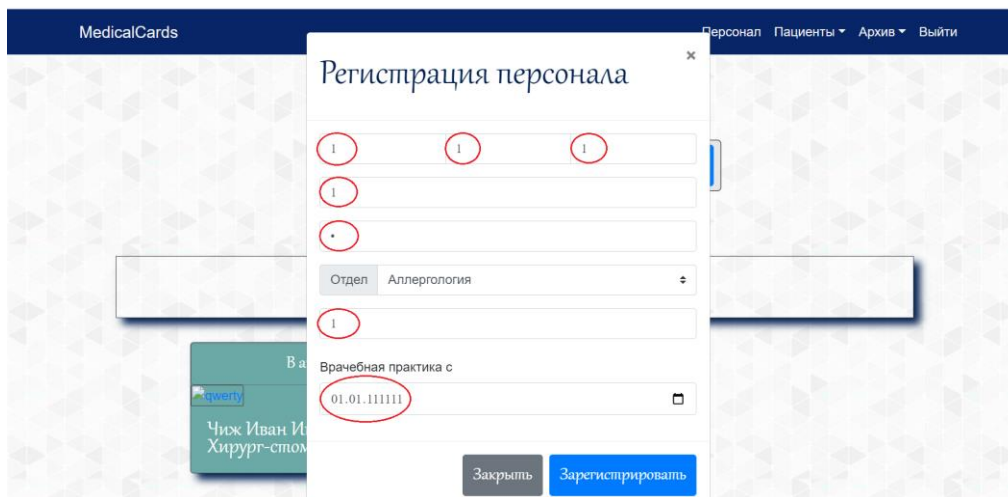 MedicalCards Персонал Пациенты Архив Выйти
Регистрация персонала ×
1 1 1
1
•
Отдел Аллергология
1
В а
Врачебная практика с
qwerty
01.01.111111
Чиж Иван
Хирург-стом
Закрыть Зарегистрировать